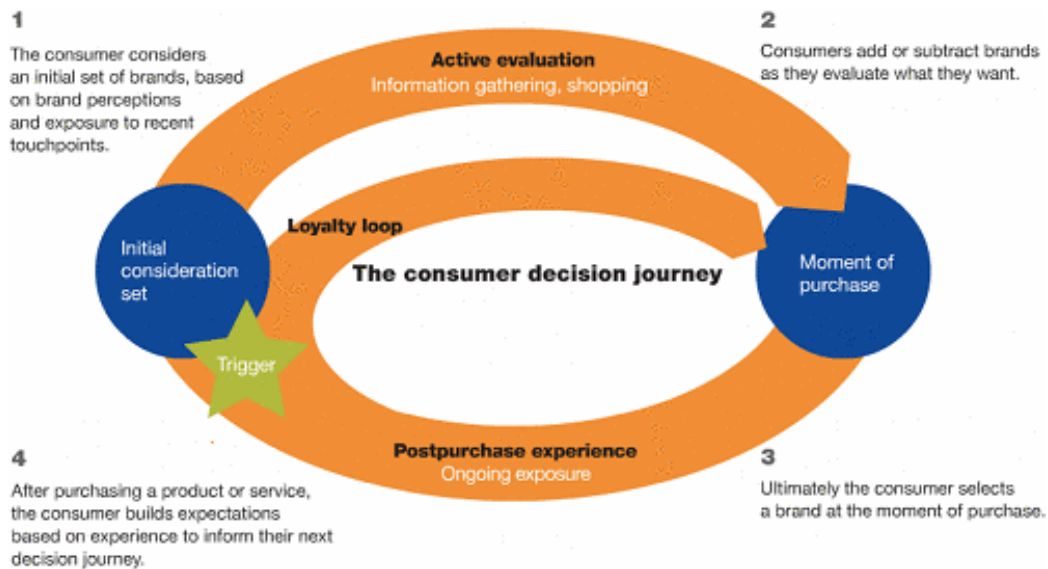 1
The consumer considers
an initial set of brands, based
on brand perceptions
and exposure to recent
touchpoints.
Active evaluation
Information gathering, shopping
2
Consumers add or subtract brands
as they evaluate what they want.
Loyalty loop
Initial
consideration
set
The consumer decision journey
Moment of
purchase
Trigger
Postpurchase experience
Ongoing exposure
3
Ultimately the consumer selects
a brand at the moment of purchase.
4
After purchasing a product or service,
the consumer builds expectations
based on experience to inform their next
decision journey.